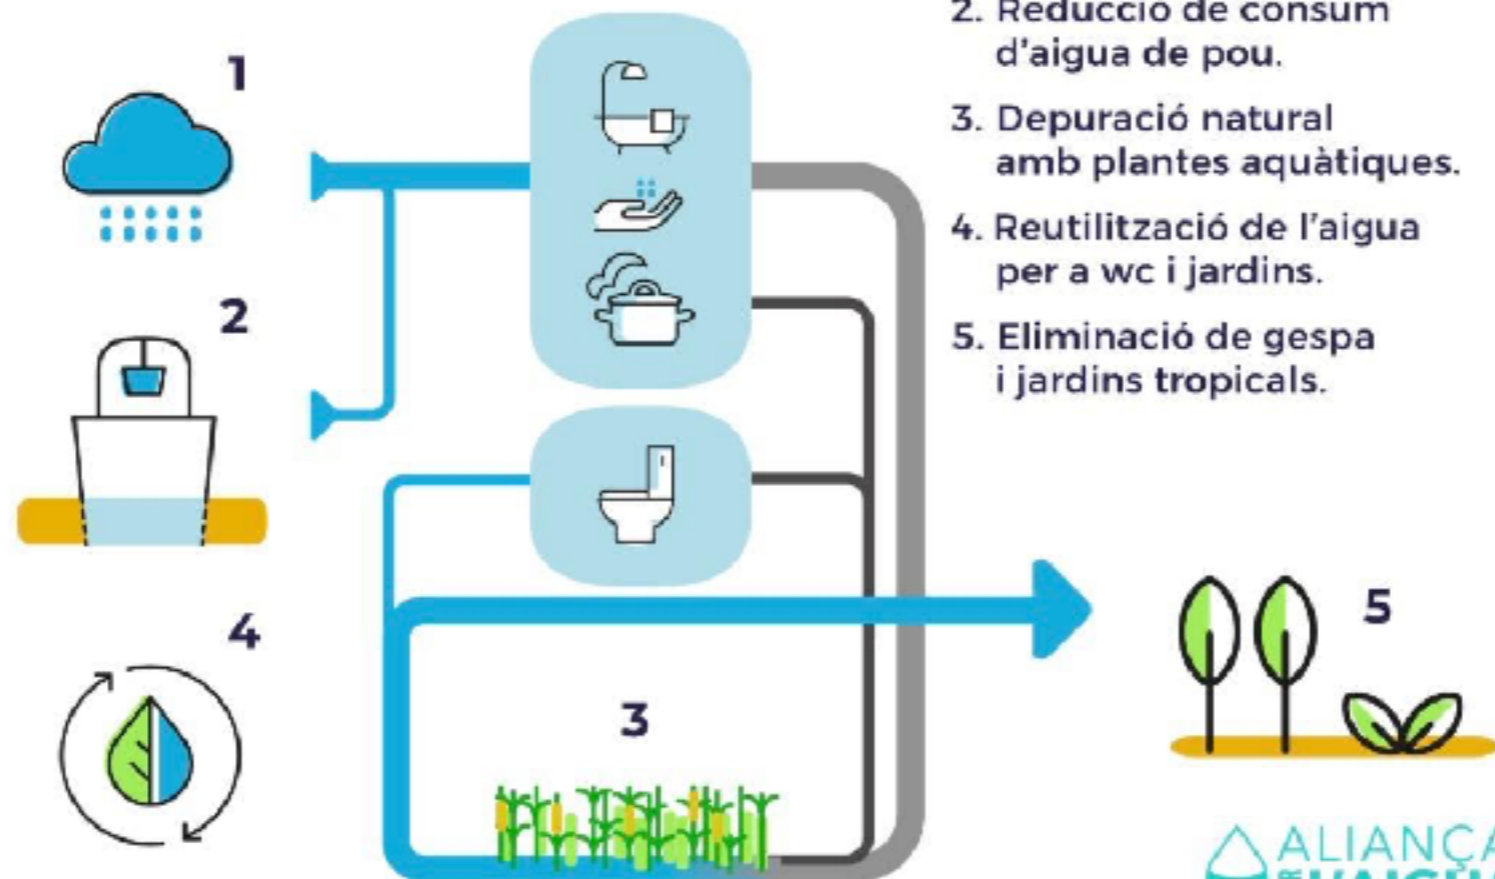 1
2
4
3
5
2. Reducció de consum
d'aigua de pou.
3. Depuració natural
amb plantes aquàtiques.
4. Reutilització de l'aigua
per a wc i jardins.
5. Eliminació de gespa
i jardins tropicals.
ALIANÇA